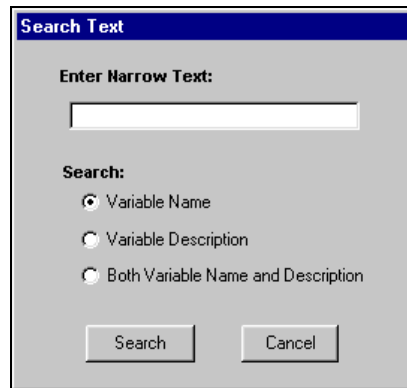 Search Text
Enter Narrow Text:
Search:
Variable Name
Variable Description
Both Variable Name and Description
Search Cancel